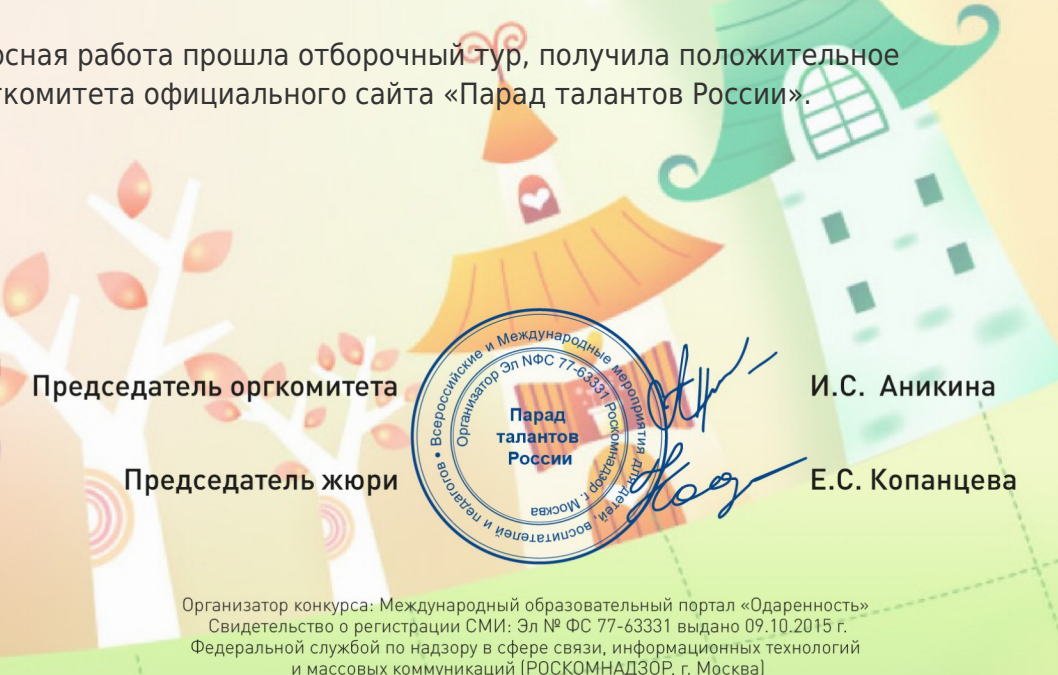 осная работа прошла отборочный тур, получила положительное
гкомитета официального сайта «Парад талантов России».
Председатель оргкомитета
И.С. Аникина
Всероссийские и Международные мероприятия для детей, воспитателей и педагогов •
Организатор Эл NФС 77-63331 Роскомнадзор г. Москва
Парад
талантов
России
Председатель жюри
Е.С. Копанцева
Организатор конкурса: Международный образовательный портал «Одаренность»
Свидетельство о регистрации СМИ: Эл № ФС 77-63331 выдано 09.10.2015 г.
Федеральной службой по надзору в сфере связи, информационных технологий
и массовых коммуникаций (РОСКОМНАДЗОР, г. Москва)